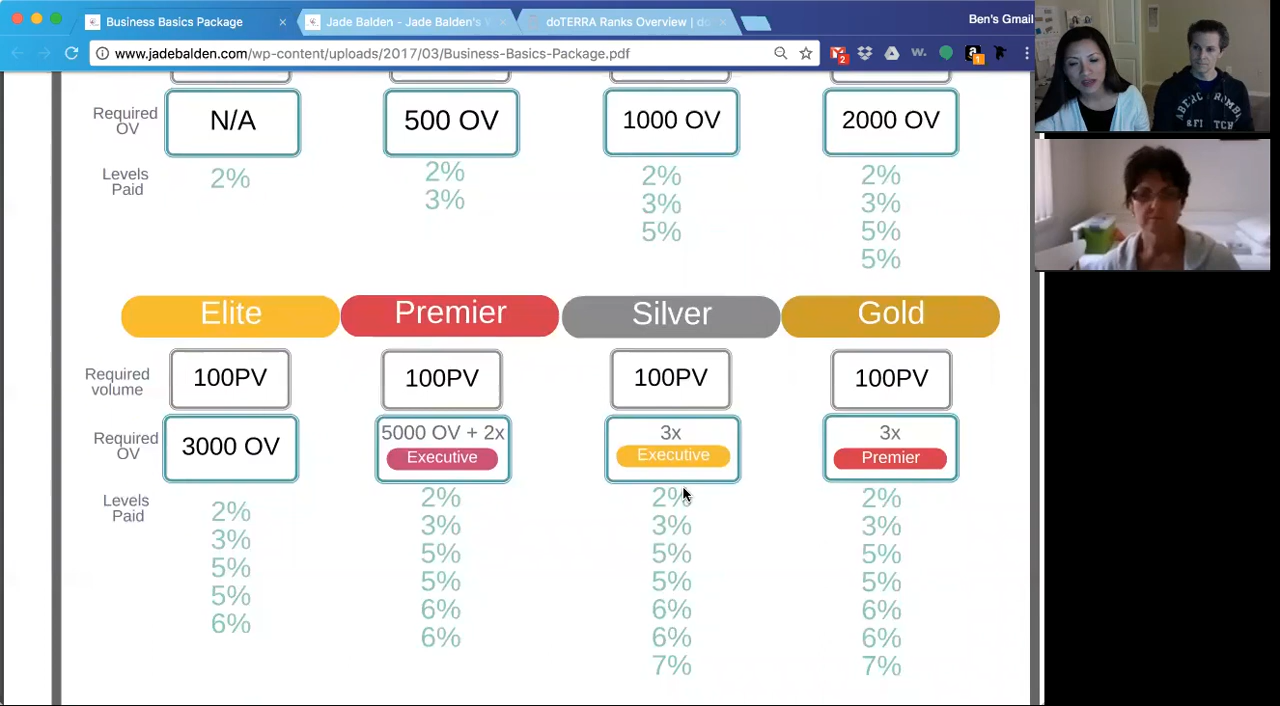 Business Basics Package
Jade Balden - Jade Balden's
doTERRA Ranks Overview | do
Ben's Gmail
www.jadebalden.com/wp-content/uploads/2017/03/Business-Basics-Package.pdf
2
w.
1
Required
OV
N/A
500 OV
1000 OV
2000 OV
Levels
Paid
2%
2%
3%
2%
3%
5%
2%
3%
5%
5%
Elite
Premier
Silver
Gold
Required
volume
100PV
100PV
100PV
100PV
Required
OV
3000 OV
5000 OV + 2x
Executive
3x
Executive
3x
Premier
Levels
Paid
2%
3%
5%
5%
6%
2%
3%
5%
5%
6%
6%
2%
3%
5%
5%
6%
6%
7%
2%
3%
5%
5%
6%
6%
7%
ABERCROMBIE
& FITCH